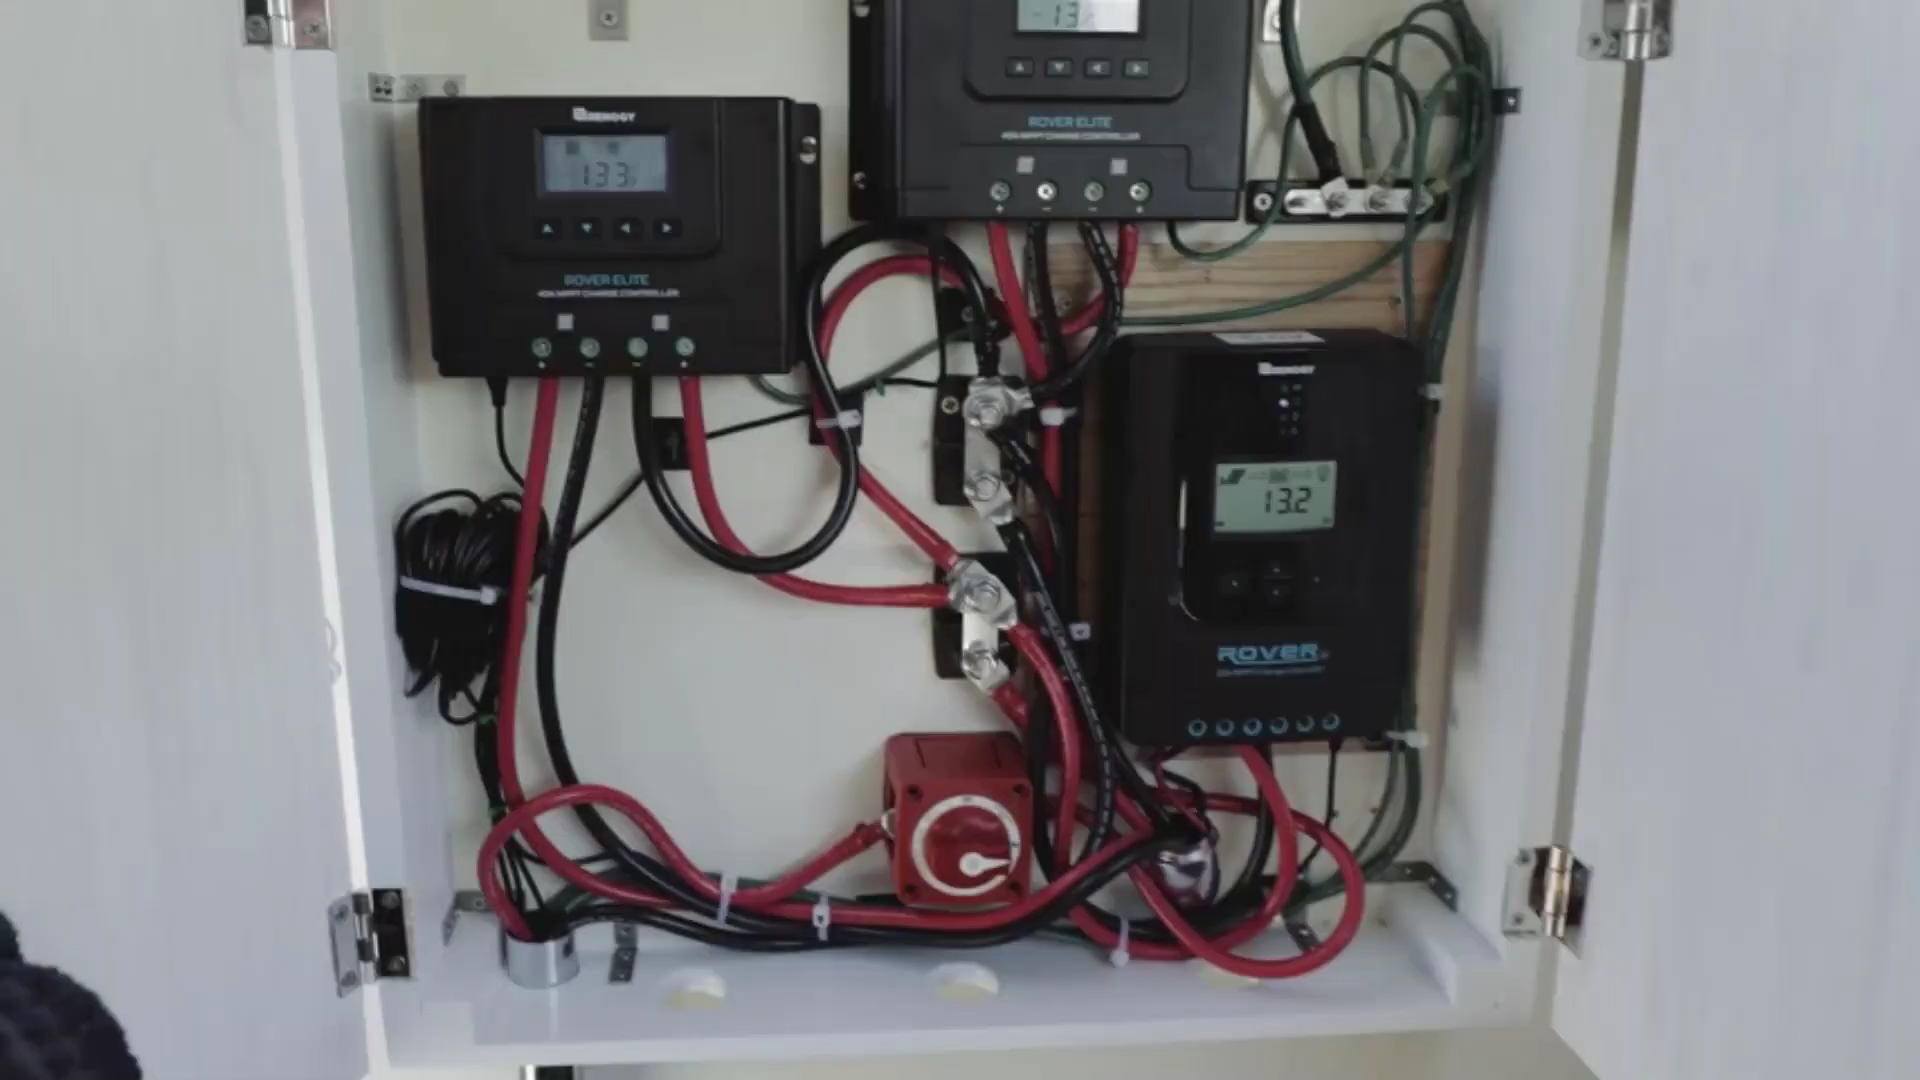 RENOGY
133
ROVER ELITE
40A MPPT CHARGE CONTROLLER
13
ROVER ELITE
40A MPPT CHARGE CONTROLLER
RENOGY
13.2
ROVER